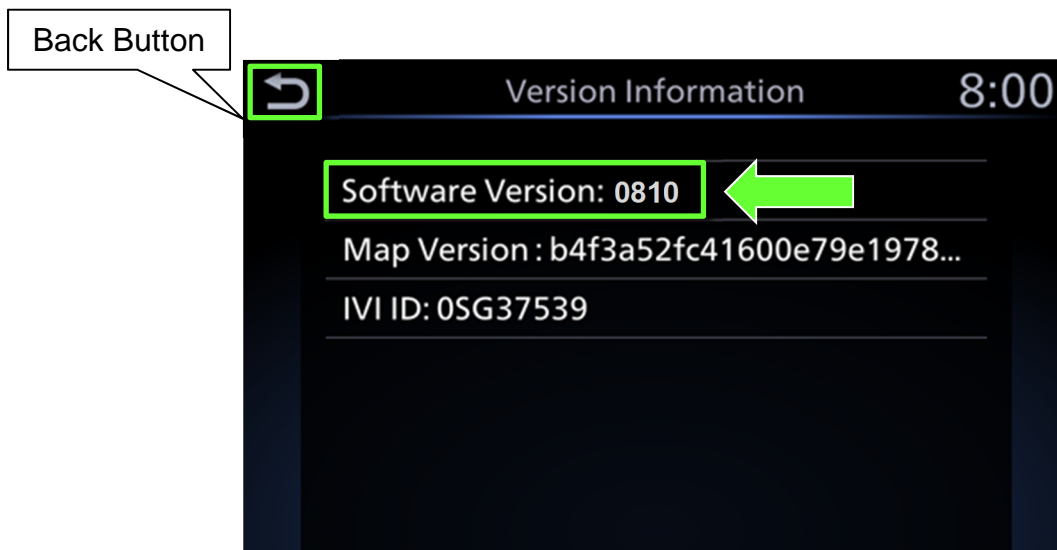 Back Button
Version Information 8:00
Software Version: 0810
Map Version : b4f3a52fc41600e79e1978...
IVI ID: 0SG37539